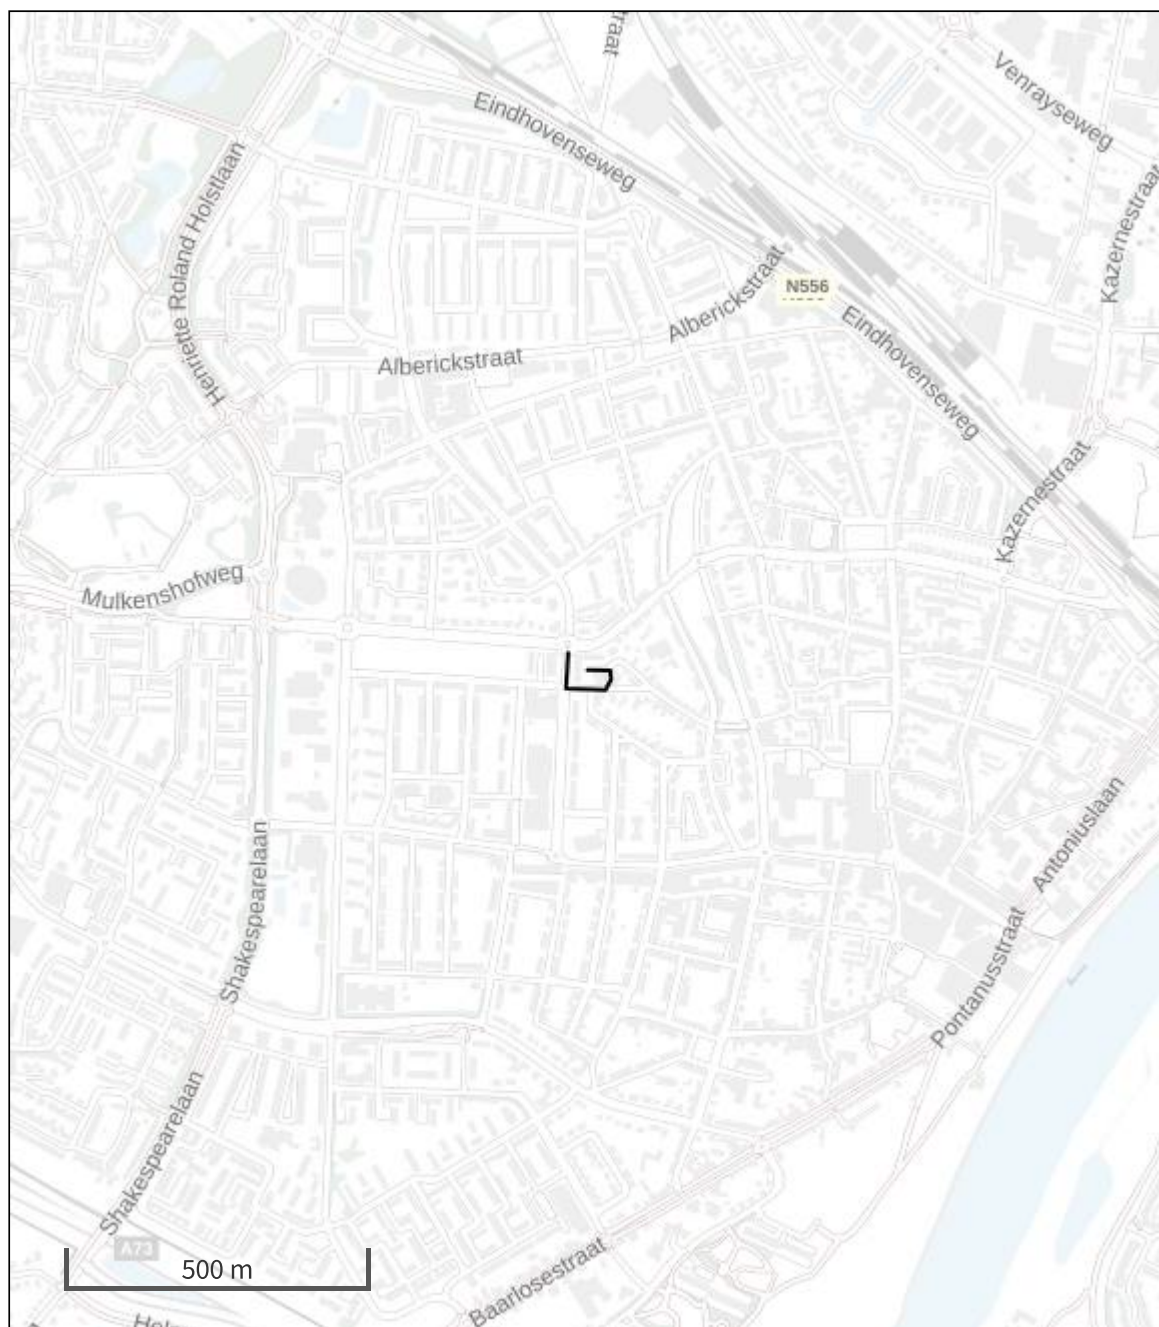 traat
Venrayseweg
Eindhovenseweg
Kazernestraat
Henriette Roland Holstlaan
Alberickstraat
N556
Eindhovenseweg
Alberickstraat
Kazernestraat
Mulkenshofweg
Antoniuslaan
Shakespearelaan
Pontanusstraat
Shakespearelaan
A73
500 m
Baarlosestraat